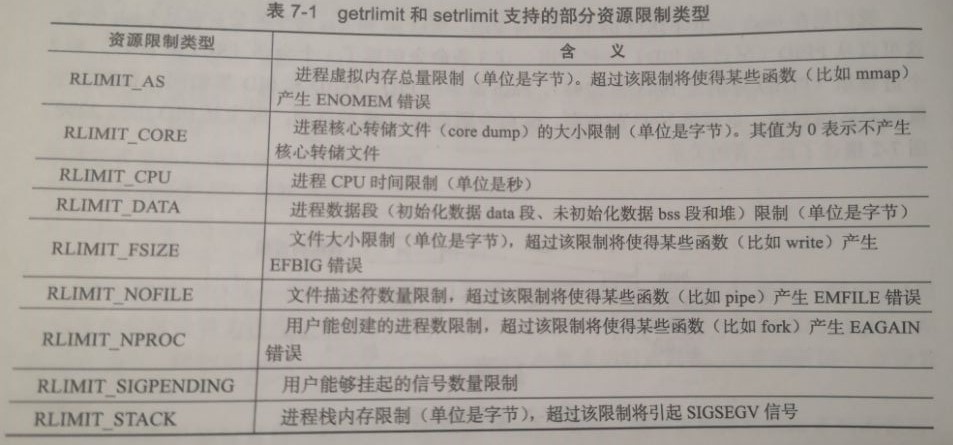 表 7-1 getrlimit 和 setrlimit 支持的部分资源限制类型
资源限制类型 含 义
RLIMIT_AS 进程虚拟内存总量限制（单位是字节）。超过该限制将使得某些函数（比如 mmap）
产生 ENOMEM 错误
RLIMIT_CORE 进程核心转储文件（core dump）的大小限制（单位是字节）。其值为 0 表示不产生
核心转储文件
RLIMIT_CPU 进程 CPU 时间限制（单位是秒）
RLIMIT_DATA 进程数据段（初始化数据 data 段、未初始化数据 bss 段和堆）限制（单位是字节）
RLIMIT_FSIZE 文件大小限制（单位是字节），超过该限制将使得某些函数（比如 write）产生
EFBIG 错误
RLIMIT_NOFILE 文件描述符数量限制，超过该限制将使得某些函数（比如 pipe）产生 EMFILE 错误
RLIMIT_NPROC 用户能创建的进程数限制，超过该限制将使得某些函数（比如 fork）产生 EAGAIN
错误
RLIMIT_SIGPENDING 用户能够挂起的信号数量限制
RLIMIT_STACK 进程栈内存限制（单位是字节），超过该限制将引起 SIGSEGV 信号